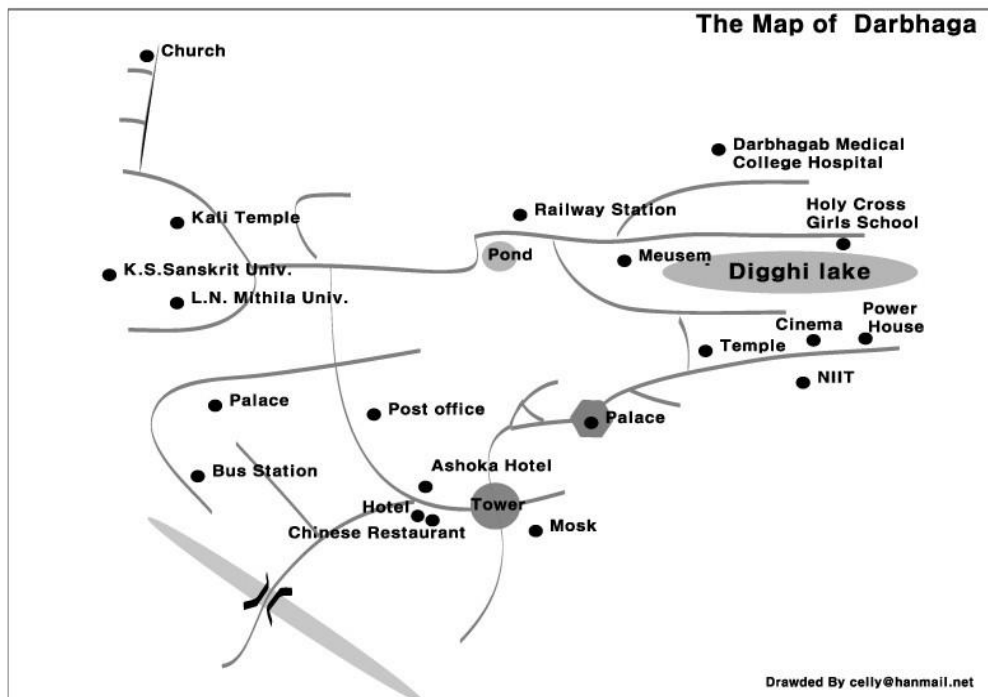 The Map of Darbhaga
Church
Darbhagab Medical
College Hospital
Kali Temple
Railway Station
Holy Cross
Girls School
Pond
Meusem
Digghi lake
K.S.Sanskrit Univ.
L.N. Mithila Univ.
Cinema
Power
House
Temple
NIIT
Palace
Post office
Palace
Bus Station
Ashoka Hotel
Hotel
Tower
Chinese Restaurant
Mosk
Drawded By celly@hanmail.net